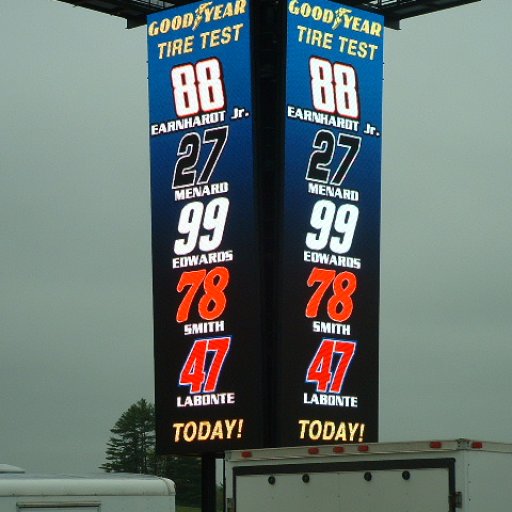 GOODYEAR
TIRE TEST
88
EARNHARDT Jr.
27
MENARD
99
EDWARDS
78
SMITH
47
LABONTE
TODAY!
GOODYEAR
TIRE TEST
88
EARNHARDT Jr.
27
MENARD
99
EDWARDS
78
SMITH
47
LABONTE
TODAY!